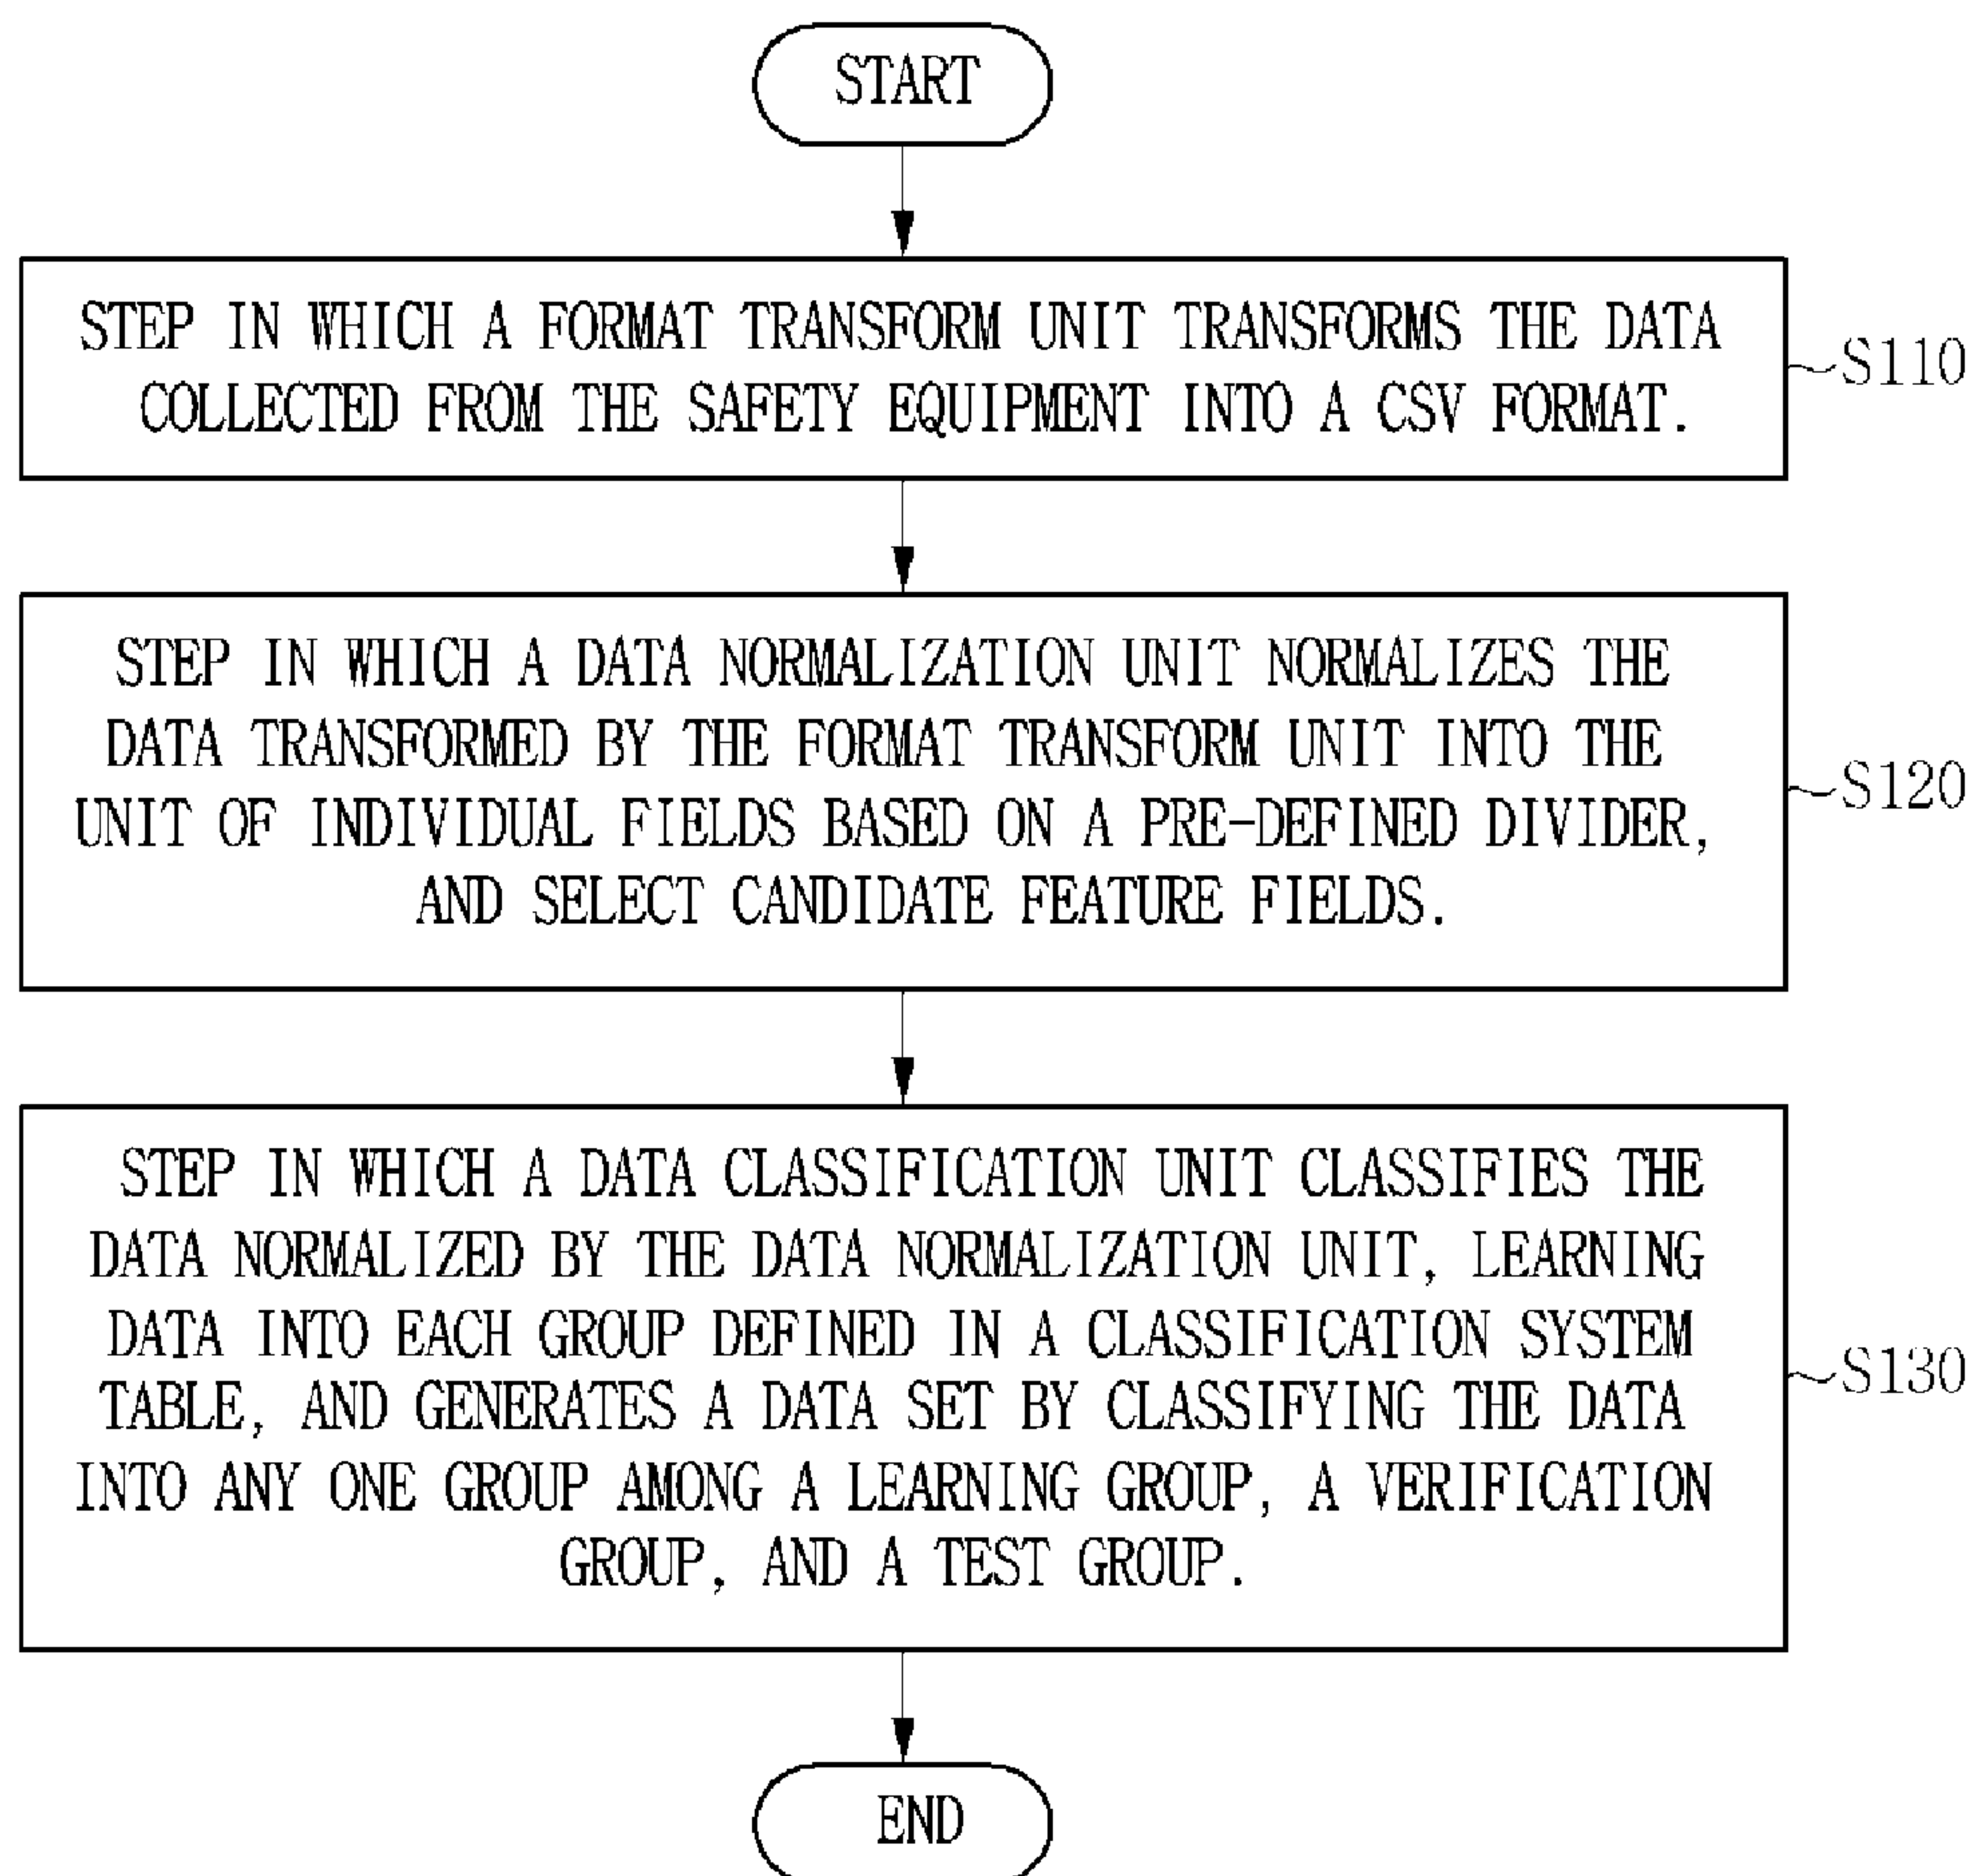 START
STEP IN WHICH A FORMAT TRANSFORM UNIT TRANSFORMS THE DATA
COLLECTED FROM THE SAFETY EQUIPMENT INTO A CSV FORMAT.
S110
STEP IN WHICH A DATA NORMALIZATION UNIT NORMALIZES THE
DATA TRANSFORMED BY THE FORMAT TRANSFORM UNIT INTO THE
UNIT OF INDIVIDUAL FIELDS BASED ON A PRE-DEFINED DIVIDER,
AND SELECT CANDIDATE FEATURE FIELDS.
S120
STEP IN WHICH A DATA CLASSIFICATION UNIT CLASSIFIES THE
DATA NORMALIZED BY THE DATA NORMALIZATION UNIT, LEARNING
DATA INTO EACH GROUP DEFINED IN A CLASSIFICATION SYSTEM
TABLE, AND GENERATES A DATA SET BY CLASSIFYING THE DATA
INTO ANY ONE GROUP AMONG A LEARNING GROUP, A VERIFICATION
GROUP, AND A TEST GROUP.
S130
END